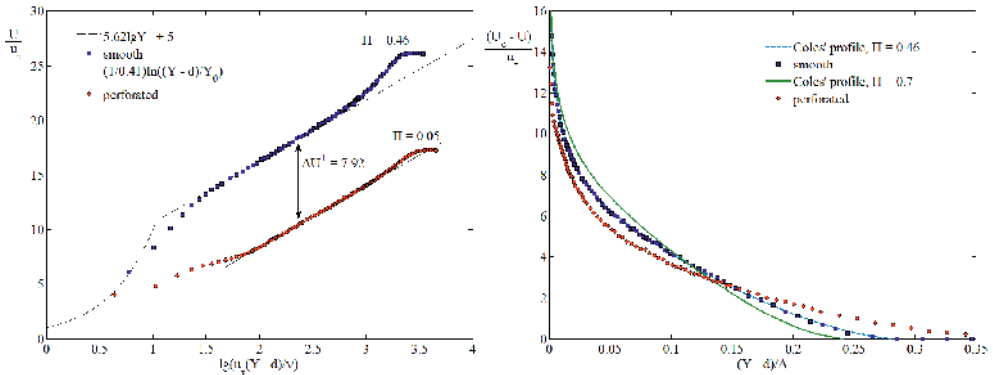 U
u
30
25
20
15
10
5
0
5.62lgY + 5
smooth
(1/0.41)ln((Y - d)/Y0)
perforated
Π 0.46
Π = 0.05
ΔU+ = 7.92
0 0.5 1 1.5 2 2.5 3 3.5 4
lg(uτ(Y d)/ν)
16
14
12
10
8
6
4
2
0
(Ue - U)
u
Coles' profile, Π = 0.46
smooth
Coles' profile, Π = 0.7
perforated
0 0.05 0.1 0.15 0.2 0.25 0.3 0.35
(Y d)/Δ